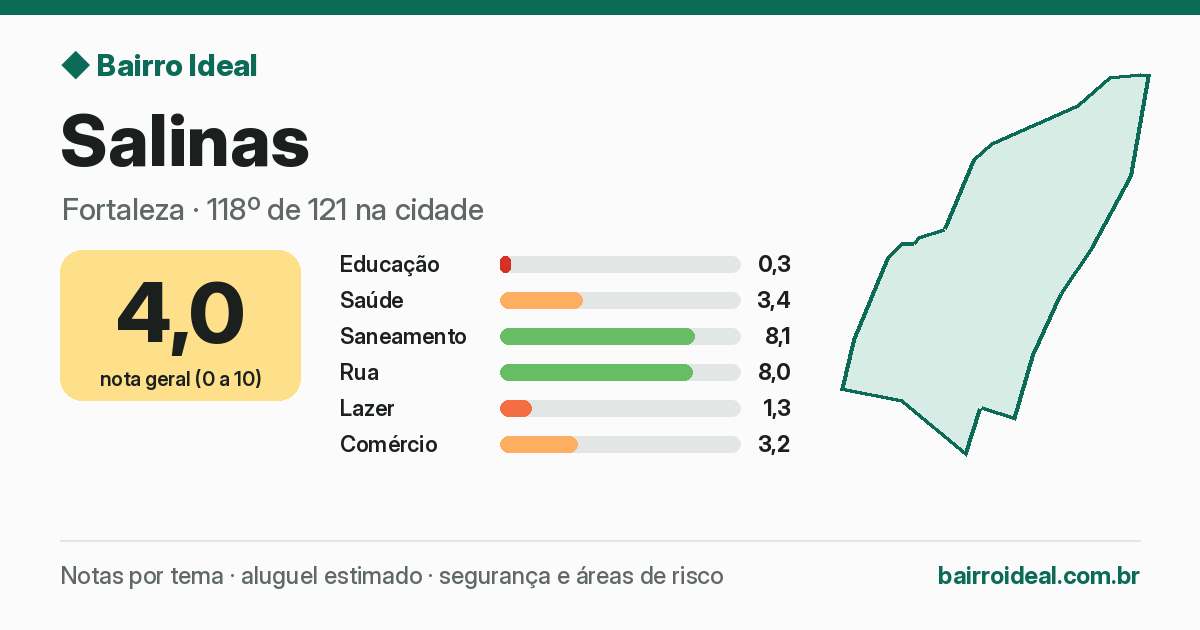 Bairro Ideal
Salinas
Fortaleza · 118º de 121 na cidade
4,0
nota geral (0 a 10)
Educação 0,3
Saúde 3,4
Saneamento 8,1
Rua 8,0
Lazer 1,3
Comércio 3,2
Notas por tema · aluguel estimado · segurança e áreas de risco
bairroideal.com.br